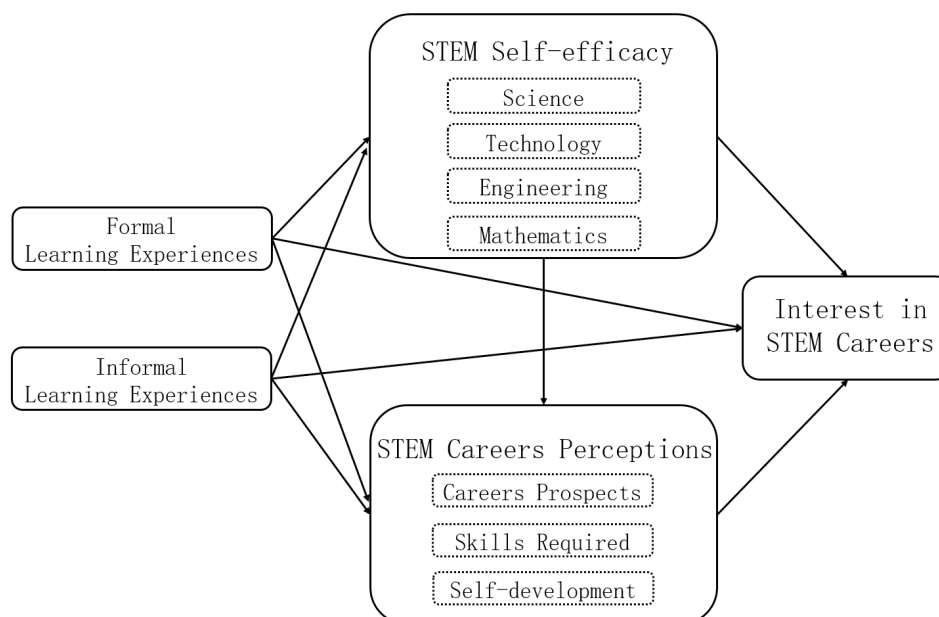 STEM Self-efficacy
Science
Technology
Engineering
Mathematics
Formal
Learning Experiences
Informal
Learning Experiences
Interest in
STEM Careers
STEM Careers Perceptions
Careers Prospects
Skills Required
Self-development